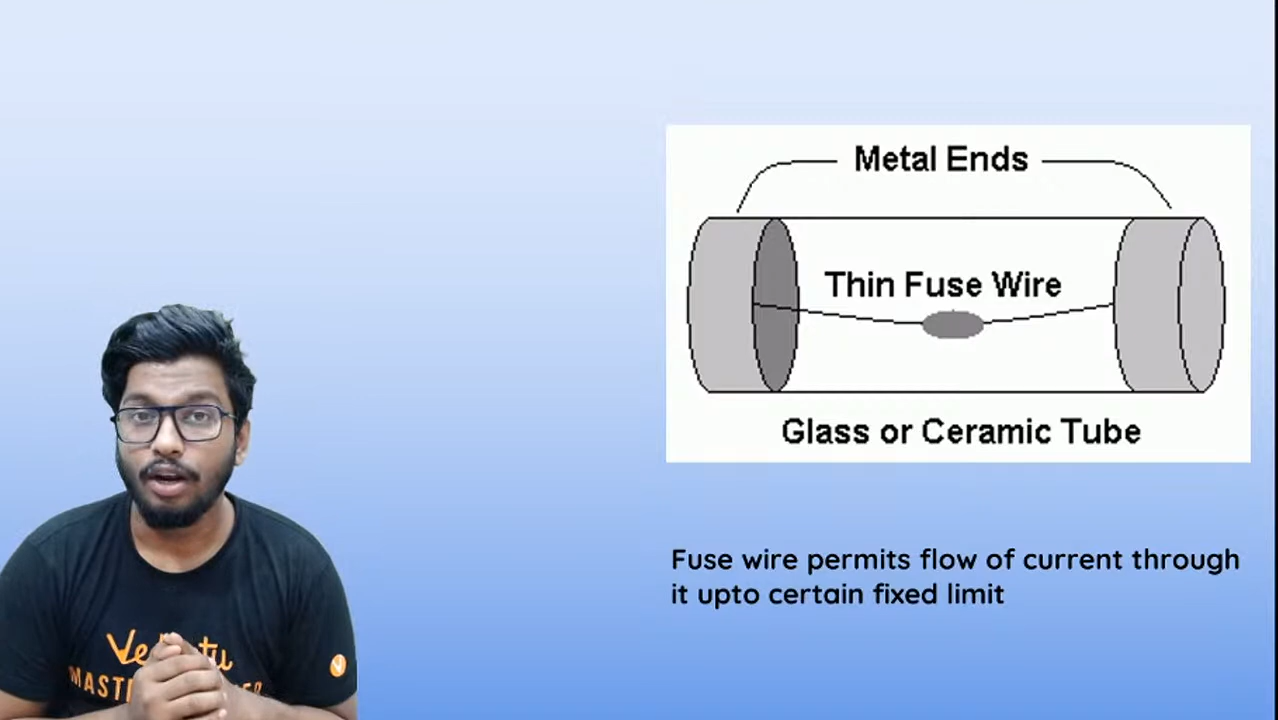 Metal Ends
Thin Fuse Wire
Glass or Ceramic Tube
Fuse wire permits flow of current through
it upto certain fixed limit